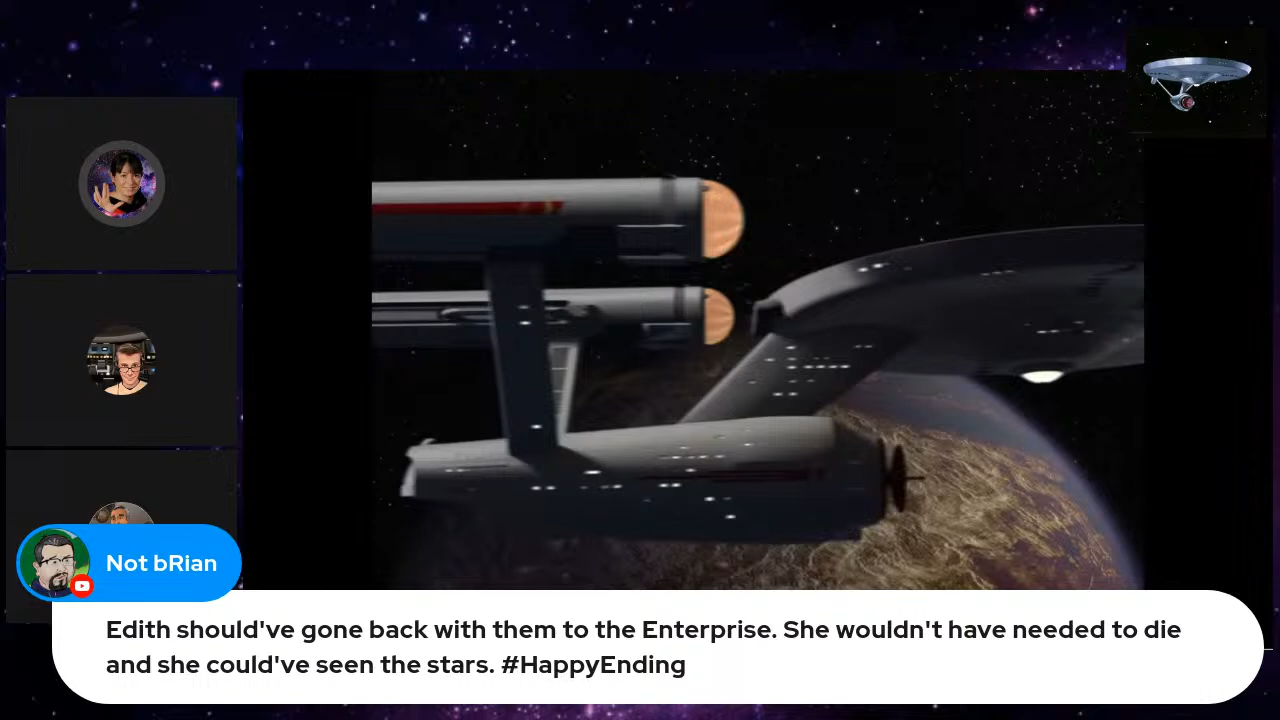 Not bRian
Edith should've gone back with them to the Enterprise. She wouldn't have needed to die
and she could've seen the stars. #HappyEnding